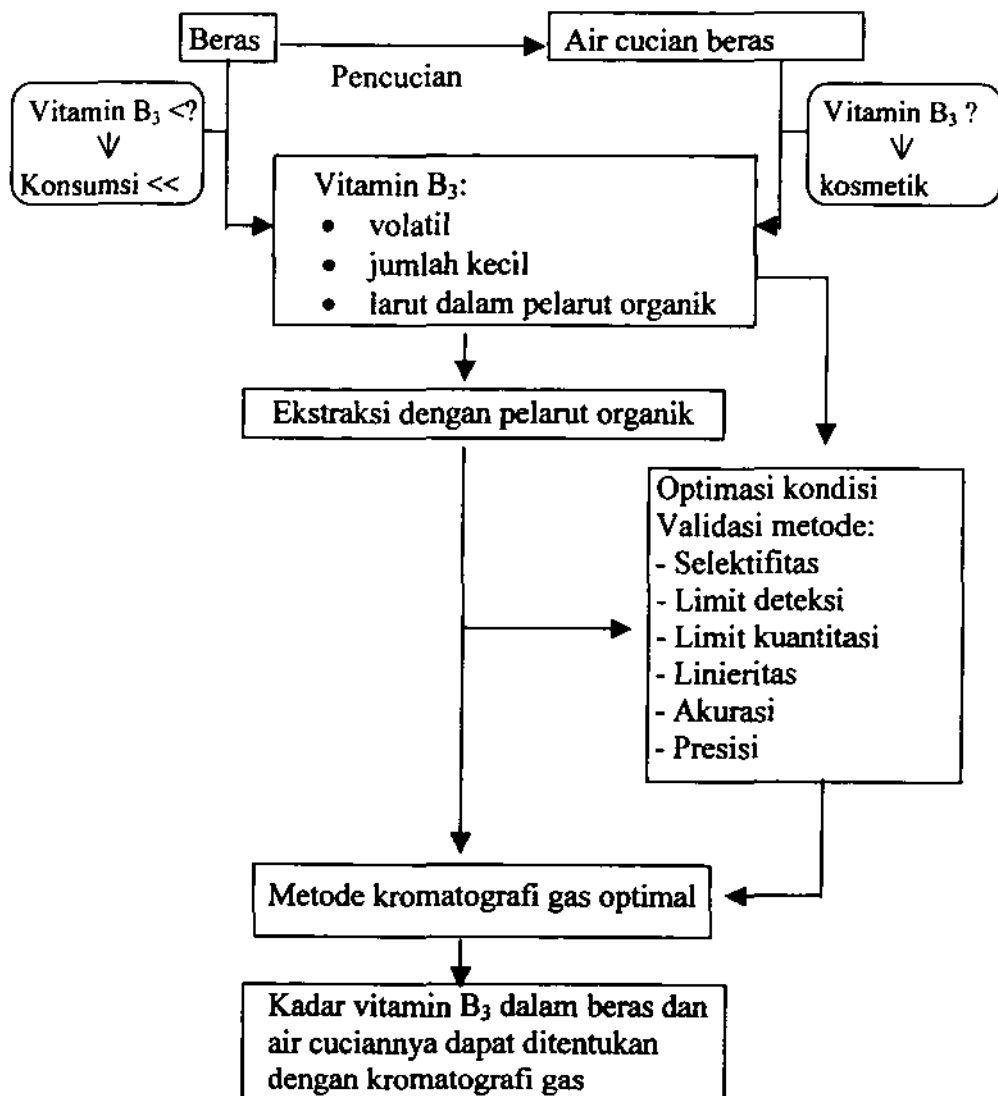 Beras
Air cucian beras
Pencucian
Vitamin B₃ <?
Konsumsi <<
Vitamin B₃ ?
kosmetik
Vitamin B₃:
• volatil
• jumlah kecil
• larut dalam pelarut organik
Ekstraksi dengan pelarut organik
Optimasi kondisi
Validasi metode:
- Selektifitas
- Limit deteksi
- Limit kuantitasi
- Linieritas
- Akurasi
- Presisi
Metode kromatografi gas optimal
Kadar vitamin B₃ dalam beras dan
air cuciannya dapat ditentukan
dengan kromatografi gas